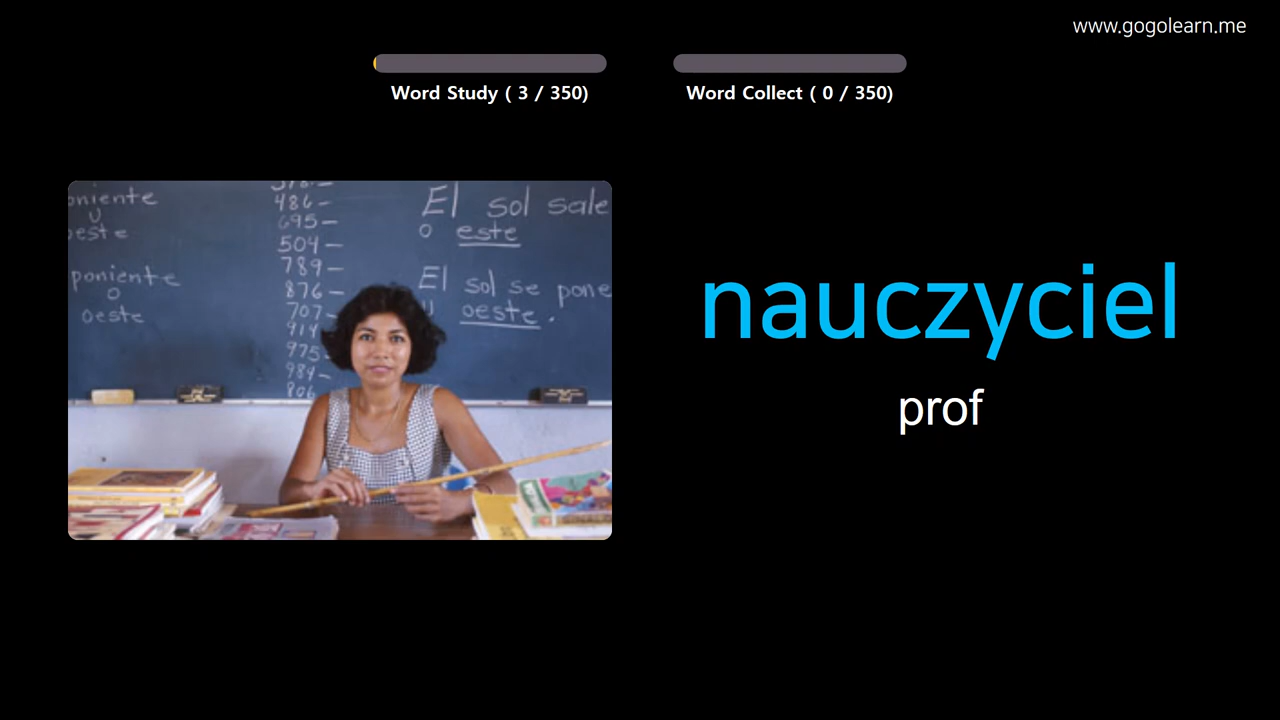 www.gogolearn.me
Word Study ( 3 / 350)
Word Collect ( 0 / 350)
oniente
u
oeste
poniente
o
oeste
486 —
695 —
504 —
789 —
876 —
707 —
914
975 —
984 —
806
El sol sale
o este
El sol se pone
oeste.
nauczyciel
prof